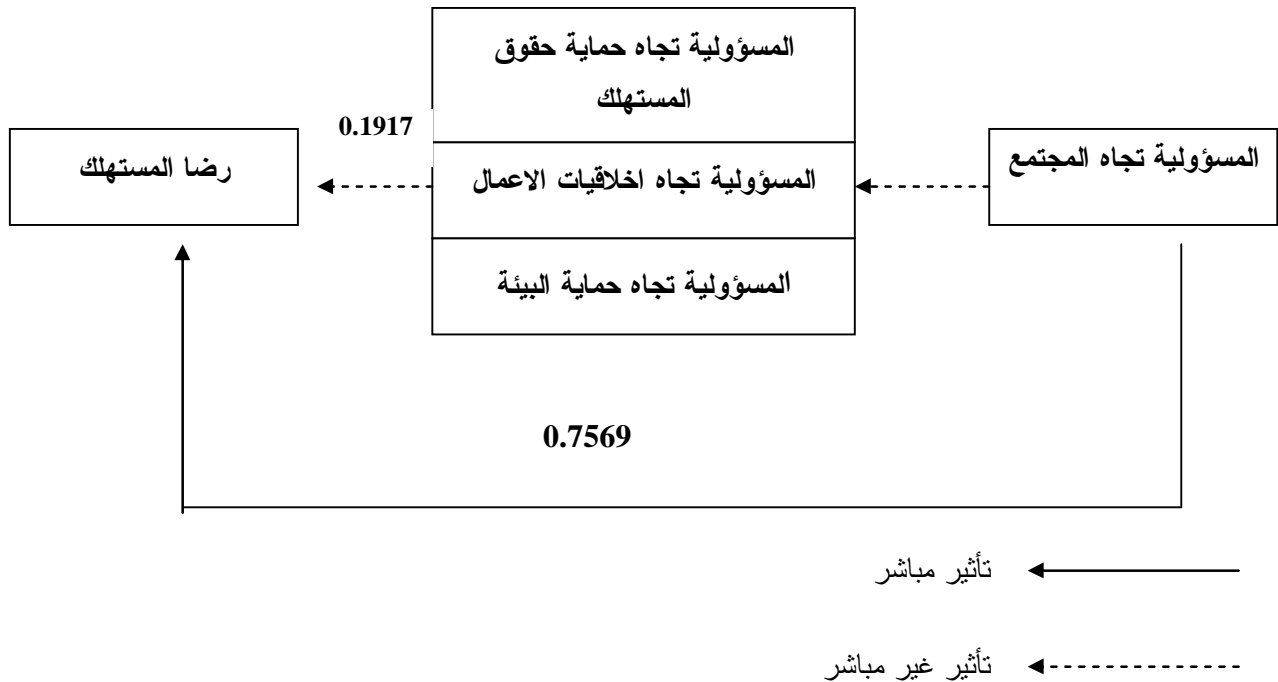 المسؤولية تجاه حماية حقوق
المستهلك
0.1917
المسؤولية تجاه المجتمع
المسؤولية تجاه اخلاقيات الاعمال
رضا المستهلك
المسؤولية تجاه حماية البيئة
0.7569
تأثير مباشر
تأثير غير مباشر